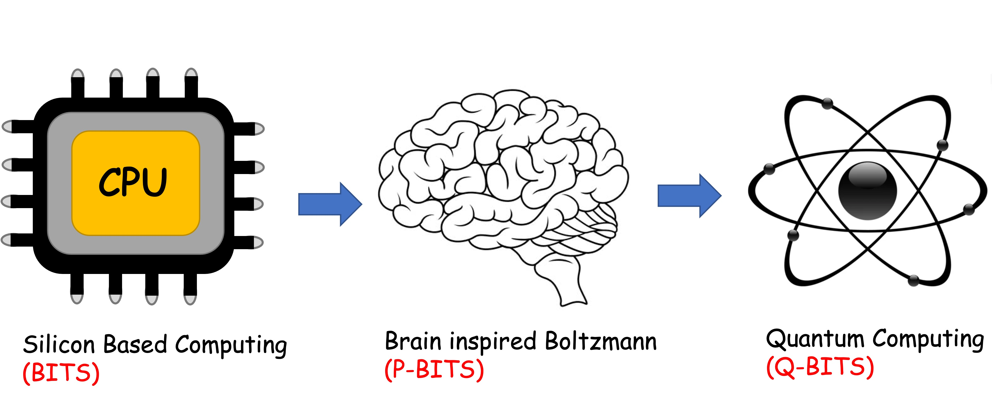 CPU
Silicon Based Computing
(BITS)
Brain inspired Boltzmann
(P-BITS)
Quantum Computing
(Q-BITS)